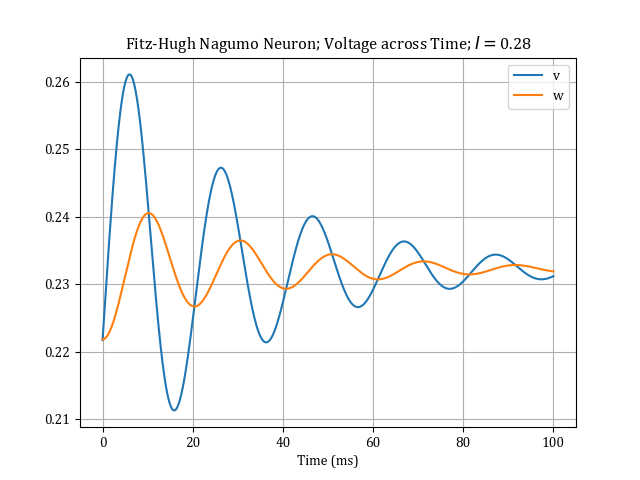 Fitz-Hugh Nagumo Neuron; Voltage across Time; I = 0.28
v
w
0.26
0.25
0.24
0.23
0.22
0.21
0 20 40 60 80 100
Time (ms)